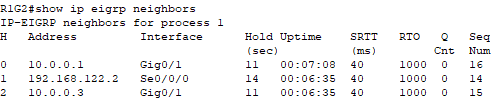 R1G2#show ip eigrp neighbors
IP-EIGRP neighbors for process 1
H   Address         Interface      Hold Uptime    SRTT   RTO   Q   Seq
                                   (sec)          (ms)        Cnt  Num
0   10.0.0.1        Gig0/1         11   00:07:08  40     1000  0   16
1   192.168.122.2   Se0/0/0        14   00:06:35  40     1000  0   14
2   10.0.0.3        Gig0/1         11   00:06:35  40     1000  0   15